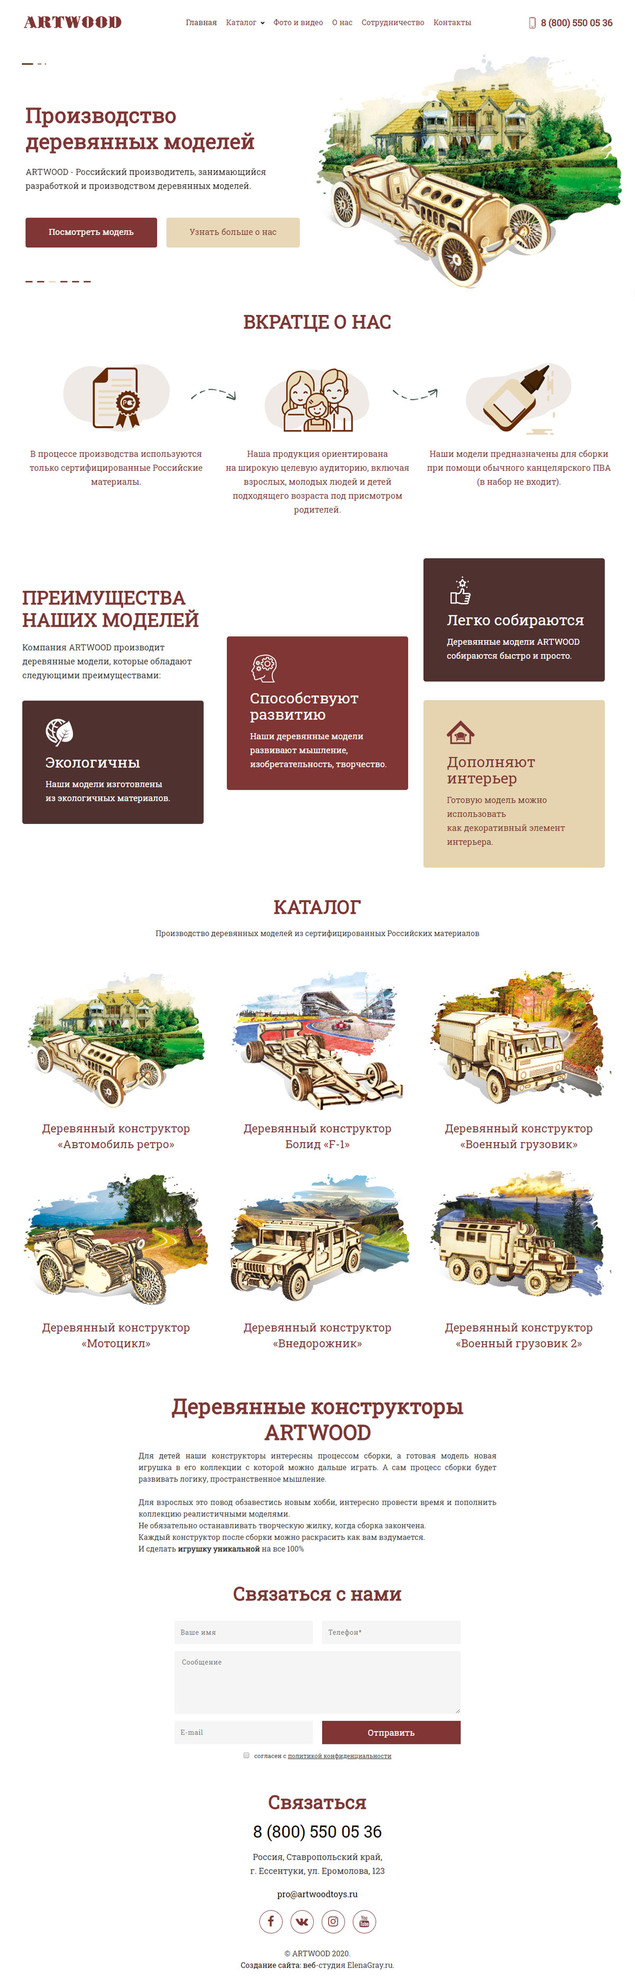 ARTWOOD
Главная Каталог Фото и видео О нас Сотрудничество Контакты
8 (800) 550 05 36
Производство
деревянных моделей
ARTWOOD - Российский производитель, занимающийся
разработкой и производством деревянных моделей.
Посмотреть модель
Узнать больше о нас
ВКРАТЦЕ О НАС
В процессе производства используются
только сертифицированные Российские
материалы.
Наша продукция ориентирована
на широкую целевую аудиторию, включая
взрослых, молодых людей и детей
подходящего возраста под присмотром
родителей.
Наши модели предназначены для сборки
при помощи обычного канцелярского ПВА
(в набор не входит).
ПРЕИМУЩЕСТВА
НАШИХ МОДЕЛЕЙ
Компания ARTWOOD производит
деревянные модели, которые обладают
следующими преимуществами:
Экологичны
Наши модели изготовлены
из экологичных материалов.
Способствуют
развитию
Наши деревянные модели
развивают мышление,
изобретательность, творчество.
Легко собираются
Деревянные модели ARTWOOD
собираются быстро и просто.
Дополняют
интерьер
Готовую модель можно
использовать
как декоративный элемент
интерьера.
КАТАЛОГ
Производство деревянных моделей из сертифицированных Российских материалов
Деревянный конструктор
«Автомобиль ретро»
Деревянный конструктор
Болид «F-1»
Деревянный конструктор
«Военный грузовик»
Деревянный конструктор
«Мотоцикл»
Деревянный конструктор
«Внедорожник»
Деревянный конструктор
«Военный грузовик 2»
Деревянные конструкторы
ARTWOOD
Для детей наши конструкторы интересны процессом сборки, а готовая модель новая
игрушка в его коллекции с которой можно дальше играть. А сам процесс сборки будет
развивать логику, пространственное мышление.
Для взрослых это повод обзавестись новым хобби, интересно провести время и пополнить
коллекцию реалистичными моделями.
Не обязательно останавливать творческую жилку, когда сборка закончена.
Каждый конструктор после сборки можно раскрасить как вам вздумается.
И сделать игрушку уникальной на все 100%
Связаться с нами
Ваше имя
Телефон*
Сообщение
E-mail
Отправить
согласен с политикой конфиденциальности
Связаться
8 (800) 550 05 36
Россия, Ставропольский край,
г. Ессентуки, ул. Еромолова, 123
pro@artwoodtoys.ru
© ARTWOOD 2020.
Создание сайта: веб-студия ElenaGray.ru.